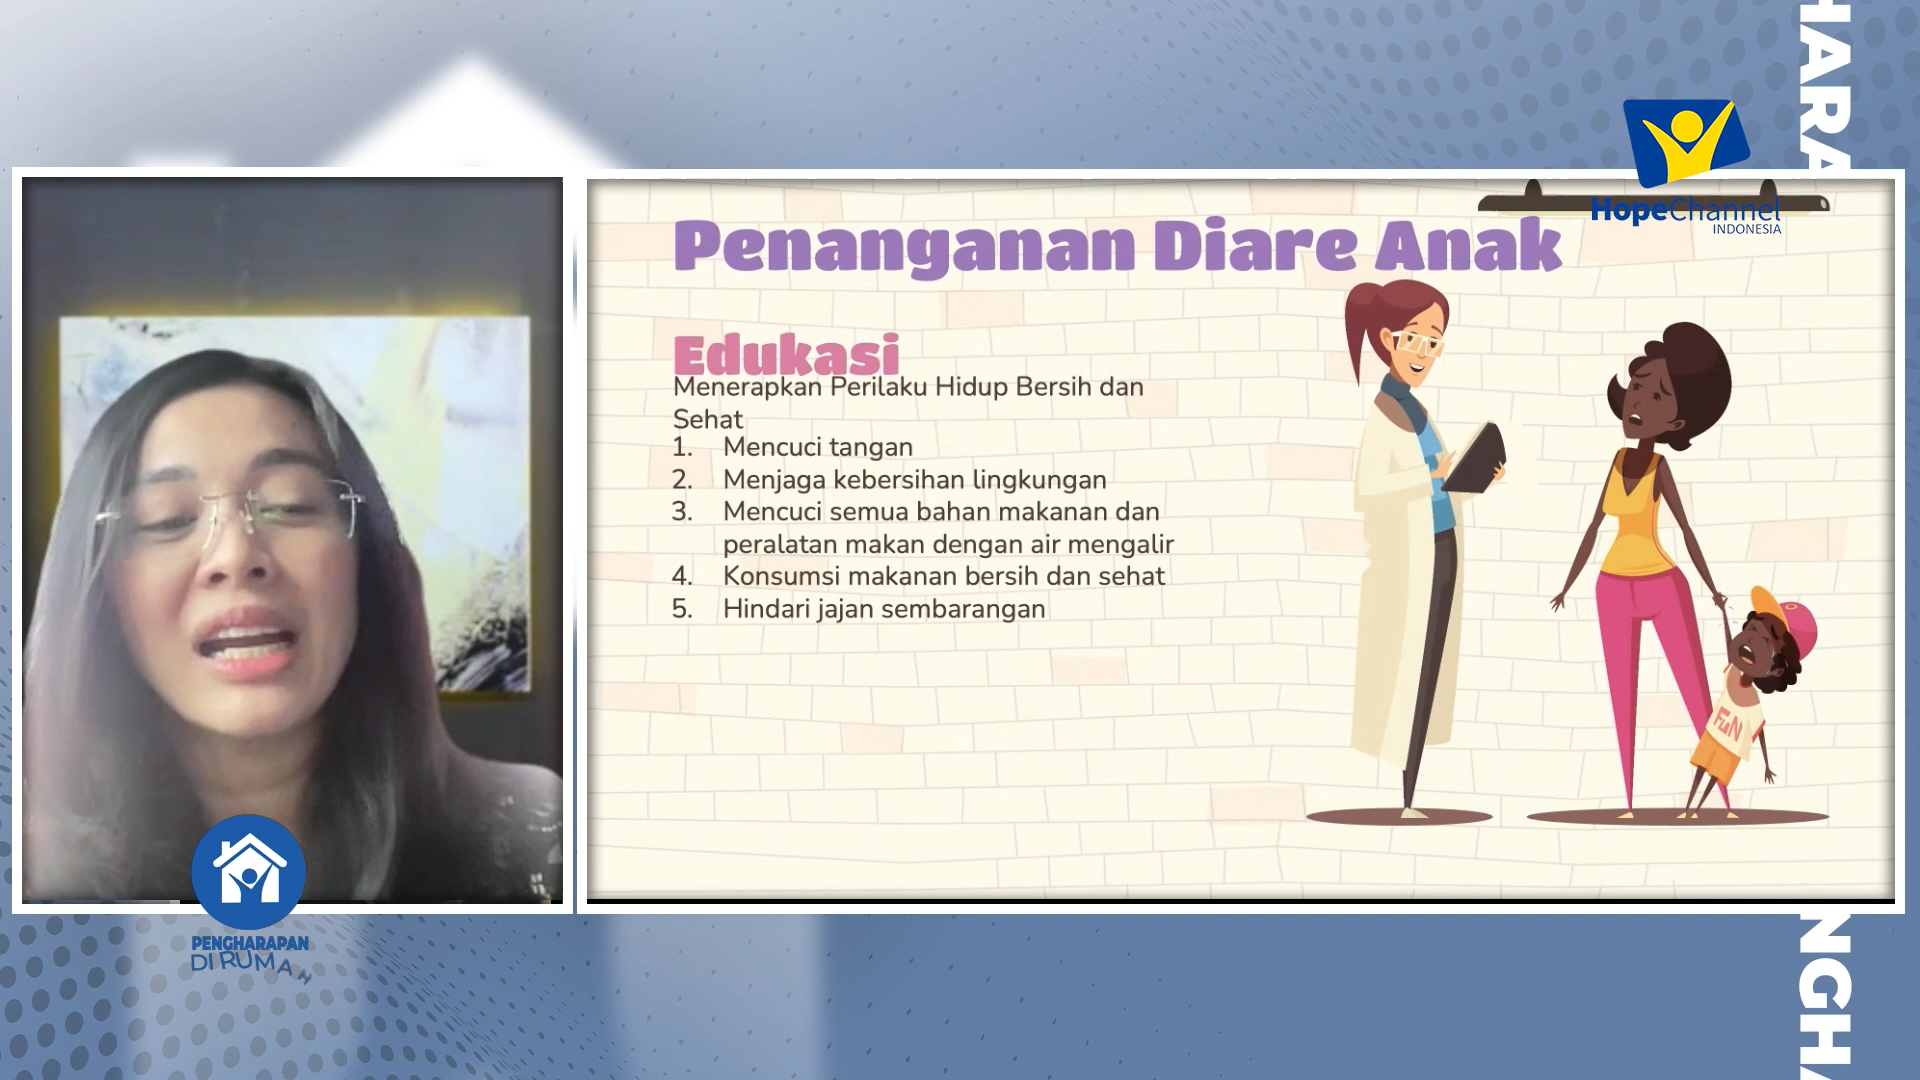 HARA
HopeChannel
INDONESIA
Penanganan Diare Anak
Edukasi
Menerapkan Perilaku Hidup Bersih dan
Sehat
1. Mencuci tangan
2. Menjaga kebersihan lingkungan
3. Mencuci semua bahan makanan dan
peralatan makan dengan air mengalir
4. Konsumsi makanan bersih dan sehat
5. Hindari jajan sembarangan
FUN
PENGHARAPAN
DI RUMAH
NGHA